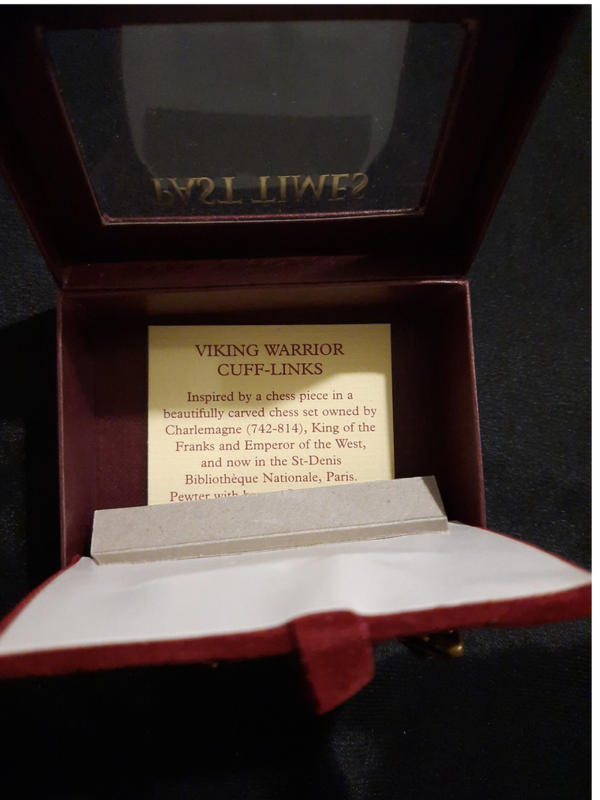 PAST TIMES
VIKING WARRIOR
CUFF-LINKS
Inspired by a chess piece in a
beautifully carved chess set owned by
Charlemagne (742-814), King of the
Franks and Emperor of the West,
and now in the St-Denis
Bibliothèque Nationale, Paris.
Pewter with